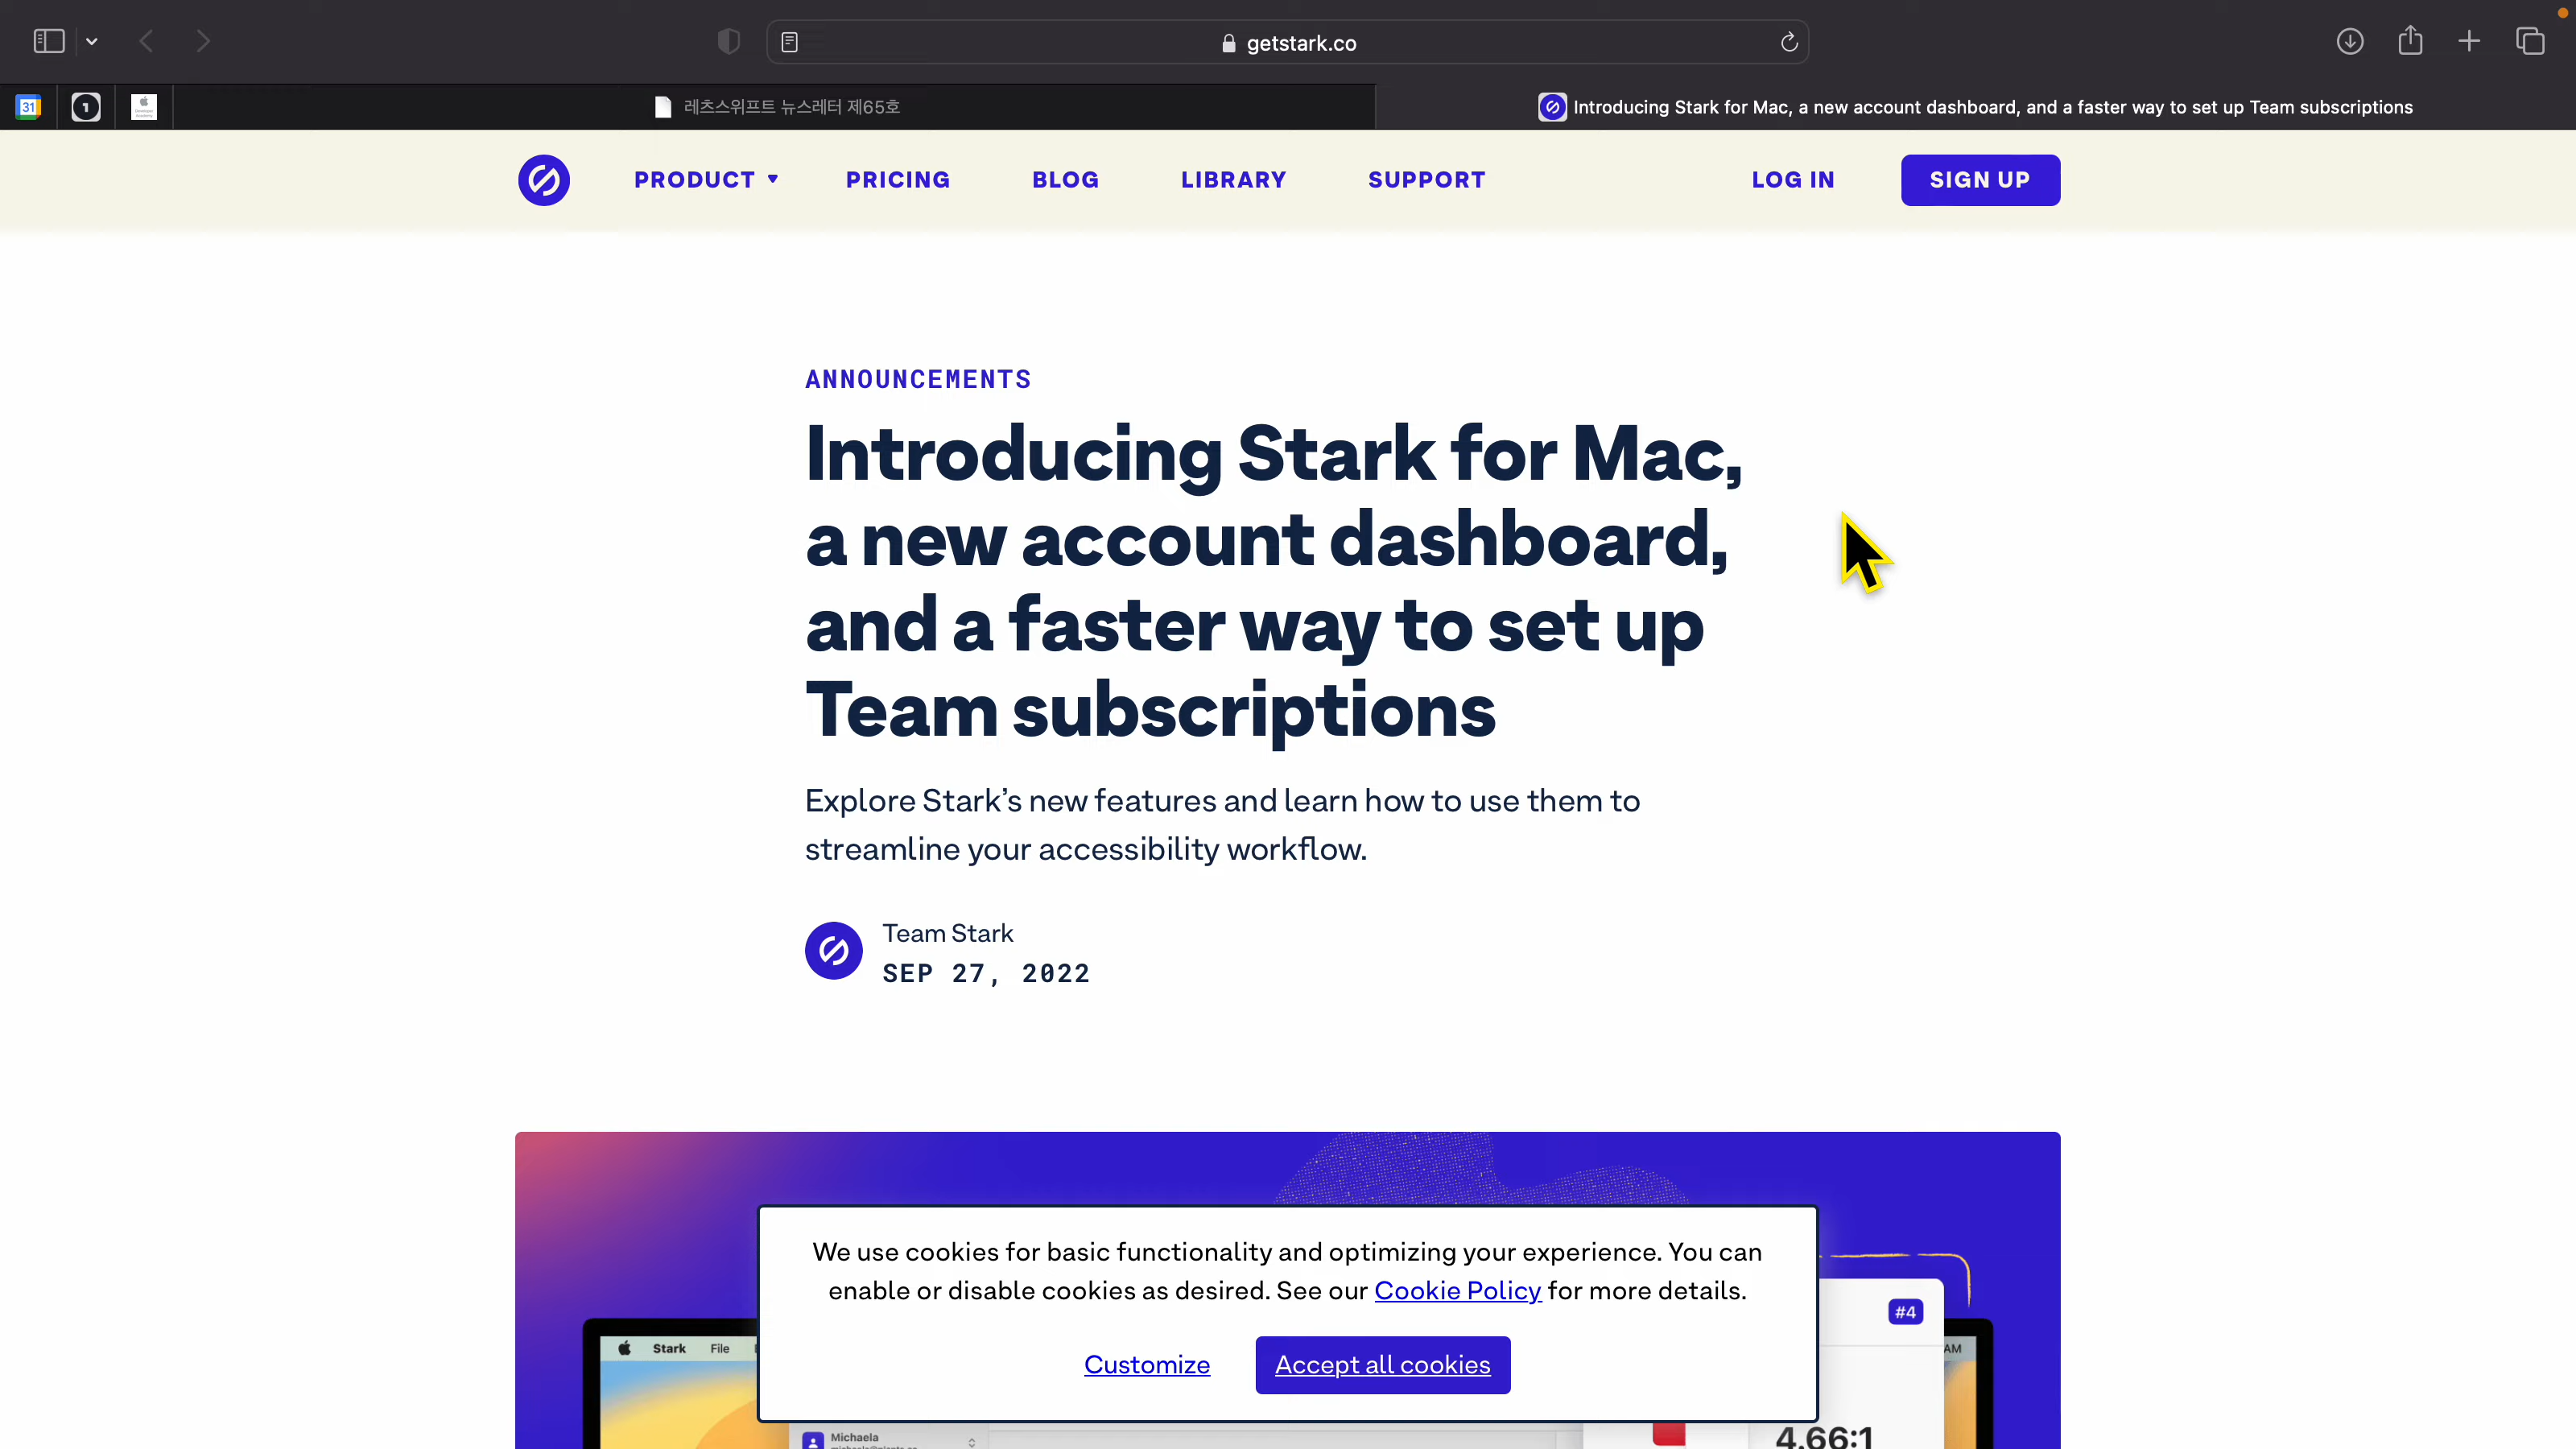 getstark.co
31
1
레츠스위프트 뉴스레터 제65호
Introducing Stark for Mac, a new account dashboard, and a faster way to set up Team subscriptions
PRODUCT
PRICING
BLOG
LIBRARY
SUPPORT
LOG IN
SIGN UP
ANNOUNCEMENTS
Introducing Stark for Mac,
a new account dashboard,
and a faster way to set up
Team subscriptions
Explore Stark's new features and learn how to use them to
streamline your accessibility workflow.
Team Stark
SEP 27, 2022
We use cookies for basic functionality and optimizing your experience. You can
enable or disable cookies as desired. See our Cookie Policy for more details.
Customize
Accept all cookies
#4
Stark File
AM
Michaela
4.66:1